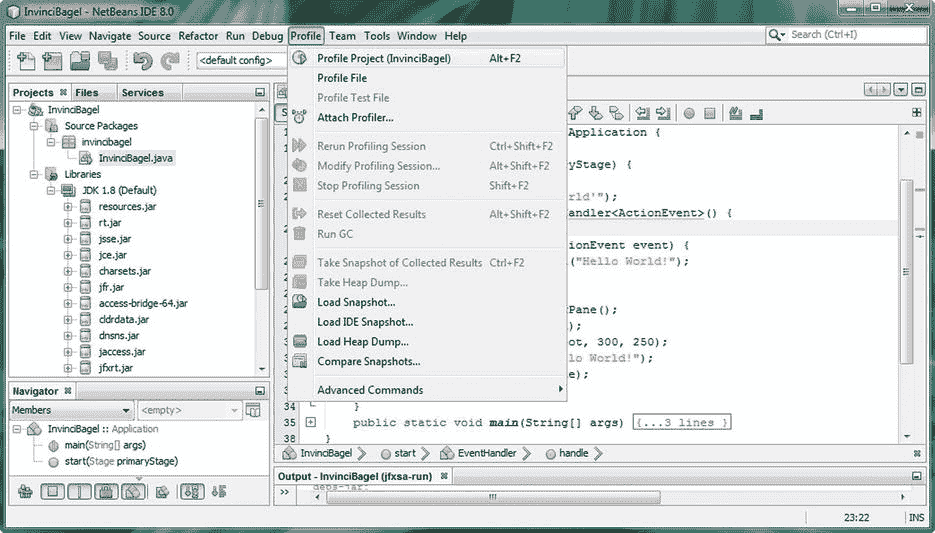 InvinciBagel - NetBeans IDE 8.0
File Edit View Navigate Source Refactor Run Debug Profile Team Tools Window Help
Search (Ctrl+I)
<default config>
Profile Project (InvinciBagel) Alt+F2
Profile File
Profile Test File
Attach Profiler...
Rerun Profiling Session Ctrl+Shift+F2
Modify Profiling Session... Alt+Shift+F2
Stop Profiling Session Shift+F2
Reset Collected Results Alt+Shift+F2
Run GC
Take Snapshot of Collected Results Ctrl+F2
Take Heap Dump...
Load Snapshot...
Load IDE Snapshot...
Load Heap Dump...
Compare Snapshots...
Advanced Commands
Projects Files Services
InvinciBagel
Source Packages
invincibagel
InvinciBagel.java
Libraries
JDK 1.8 (Default)
resources.jar
rt.jar
jsse.jar
jce.jar
charsets.jar
jfr.jar
access-bridge-64.jar
cldrdata.jar
dnsns.jar
jaccess.jar
jfxrt.jar
Application {
yStage) {
rld'");
andler<ActionEvent>() {
tionEvent event) {
("Hello World!");
Pane();
);
ot, 300, 250);
lo World!");
e);
34 }
35 public static void main(String[] args) {...3 lines }
38 }
InvinciBagel start EventHandler handle
Navigator
Members <empty>
InvinciBagel :: Application
main(String[] args)
start(Stage primaryStage)
Output - InvinciBagel (jfxsa-run)
23:22 INS